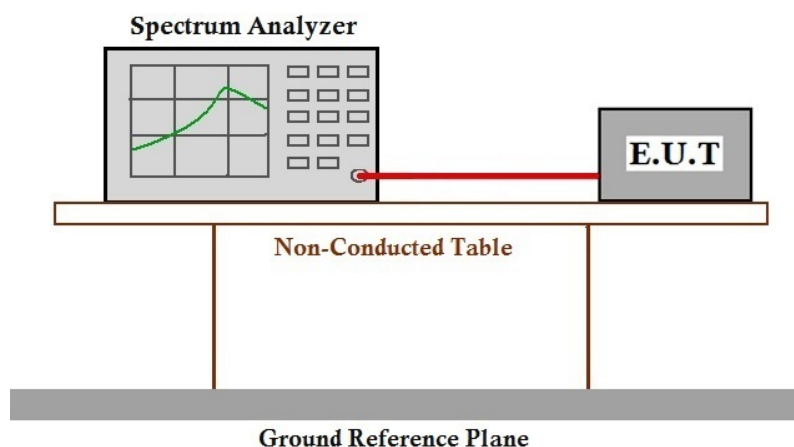 Spectrum Analyzer
E.U.T
Non-Conducted Table
Ground Reference Plane